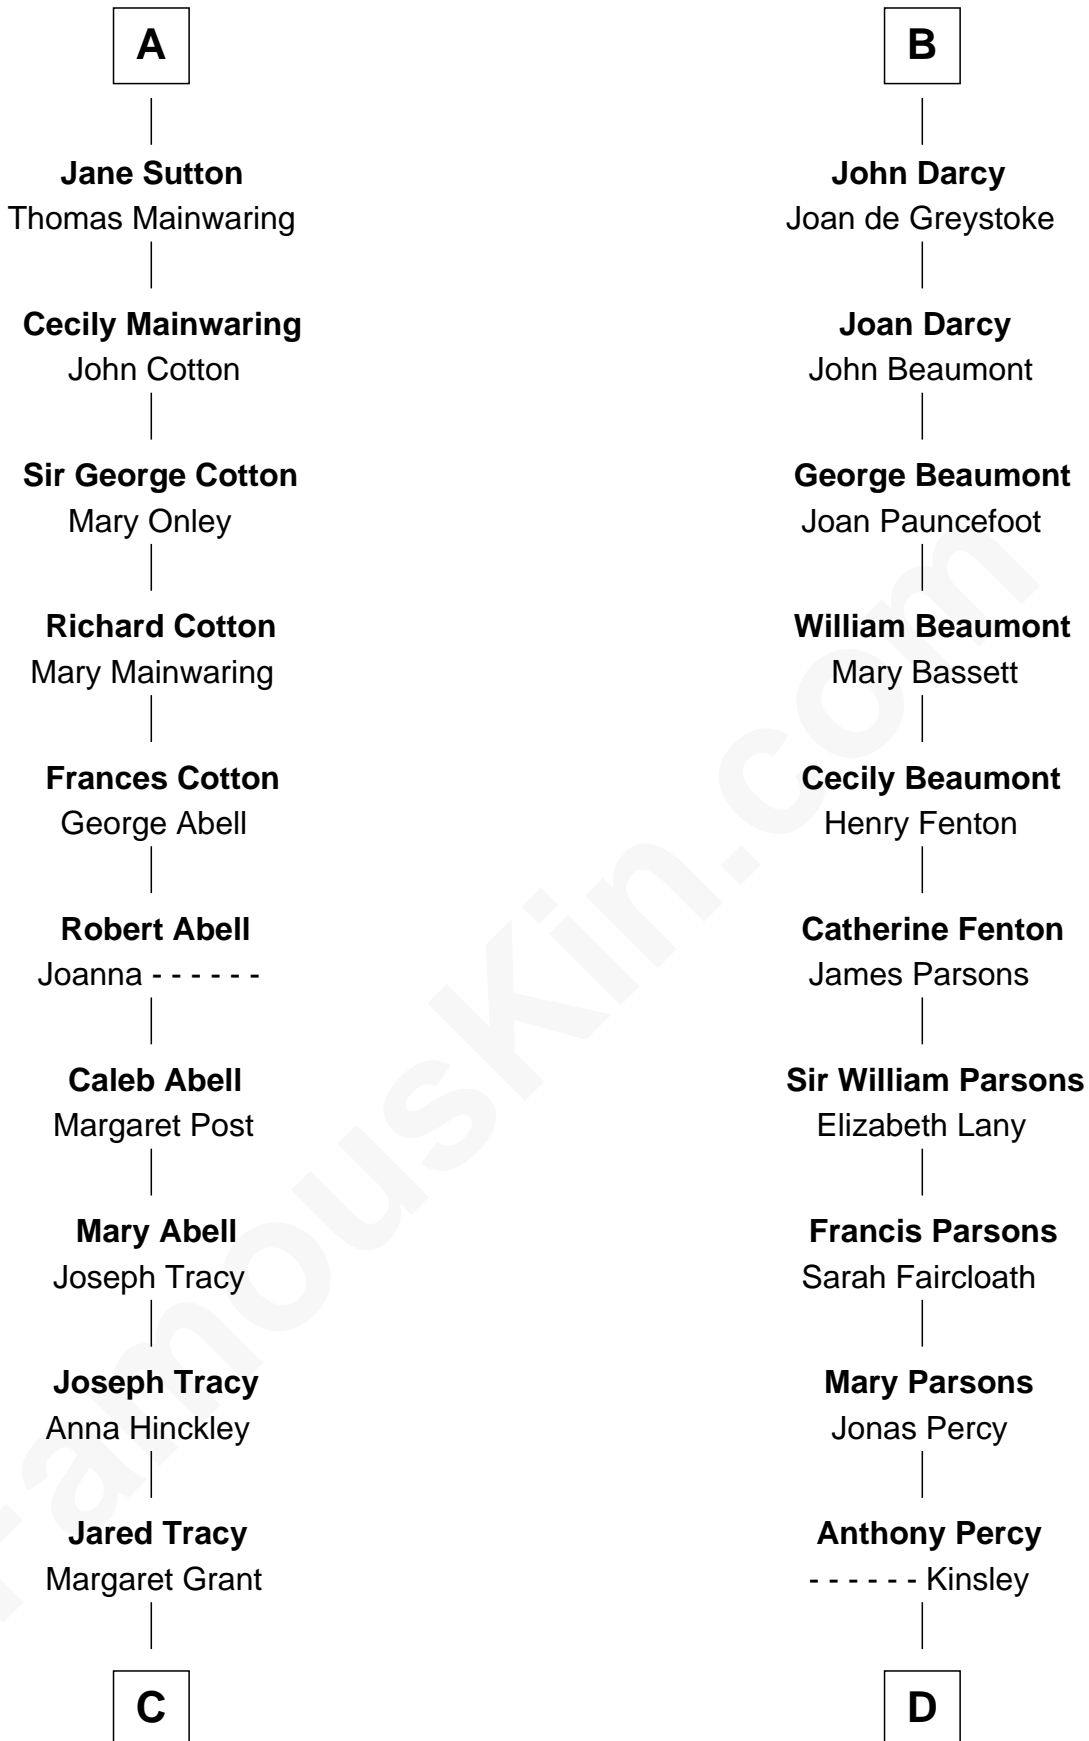 A
Jane Sutton
Thomas Mainwaring
Cecily Mainwaring
John Cotton
Sir George Cotton
Mary Onley
Richard Cotton
Mary Mainwaring
Frances Cotton
George Abell
Robert Abell
Joanna - - - - - -
Caleb Abell
Margaret Post
Mary Abell
Joseph Tracy
Joseph Tracy
Anna Hinckley
Jared Tracy
Margaret Grant
C
B
John Darcy
Joan de Greystoke
Joan Darcy
John Beaumont
George Beaumont
Joan Pauncefoot
William Beaumont
Mary Bassett
Cecily Beaumont
Henry Fenton
Catherine Fenton
James Parsons
Sir William Parsons
Elizabeth Lany
Francis Parsons
Sarah Faircloath
Mary Parsons
Jonas Percy
Anthony Percy
- - - - - - Kinsley
D
FamousKin.com